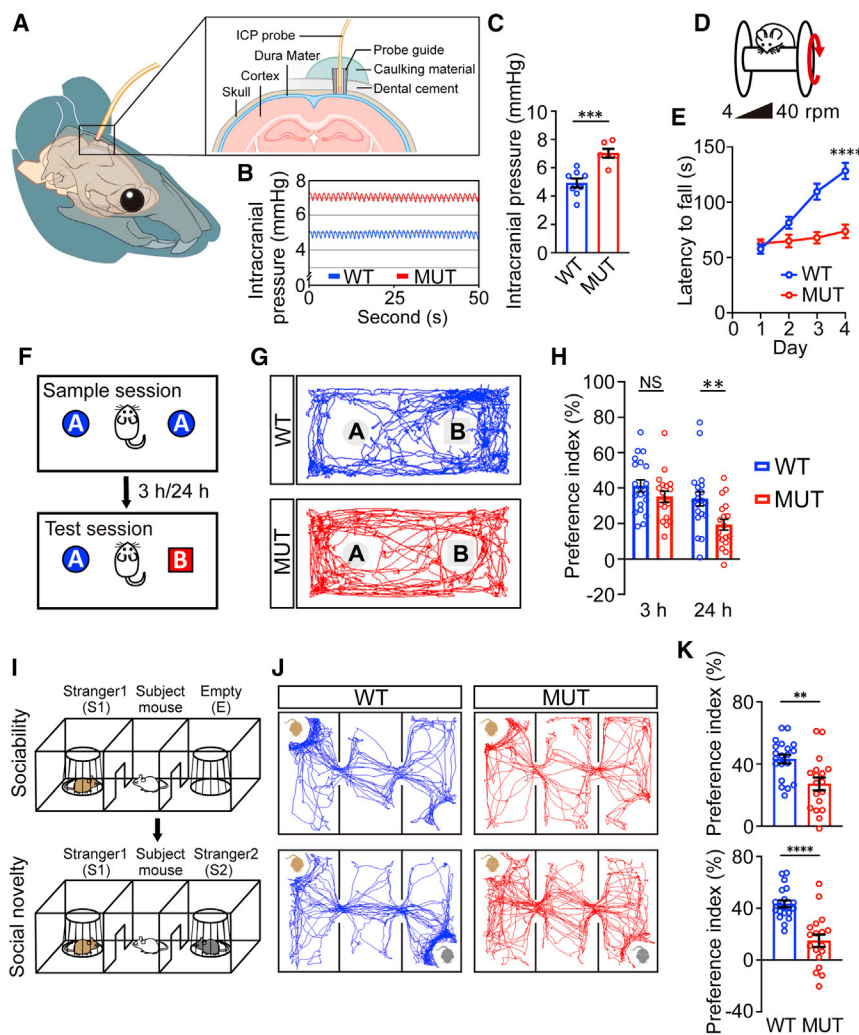 A
ICP probe
Dura Mater
Cortex
Skull
Probe guide
Caulking material
Dental cement
B
Intracranial
pressure (mmHg)
8
6
4
0
0
25
50
Second (s)
WT
MUT
C
Intracranial pressure (mmHg)
10
8
6
4
2
0
***
WT
MUT
D
4
40 rpm
E
Latency to fall (s)
150
100
50
0
****
WT
MUT
0
1
2
3
4
Day
F
Sample session
A
A
3 h/24 h
Test session
A
B
G
WT
A
B
MUT
A
B
H
Preference index (%)
100
80
60
40
20
0
-20
NS
**
3 h
24 h
WT
MUT
I
Sociability
Stranger1
(S1)
Subject
mouse
Empty
(E)
Social novelty
Stranger1
(S1)
Subject
mouse
Stranger2
(S2)
J
WT
MUT
K
Preference index (%)
80
40
0
**
Preference index (%)
80
40
0
-40
****
WT
MUT